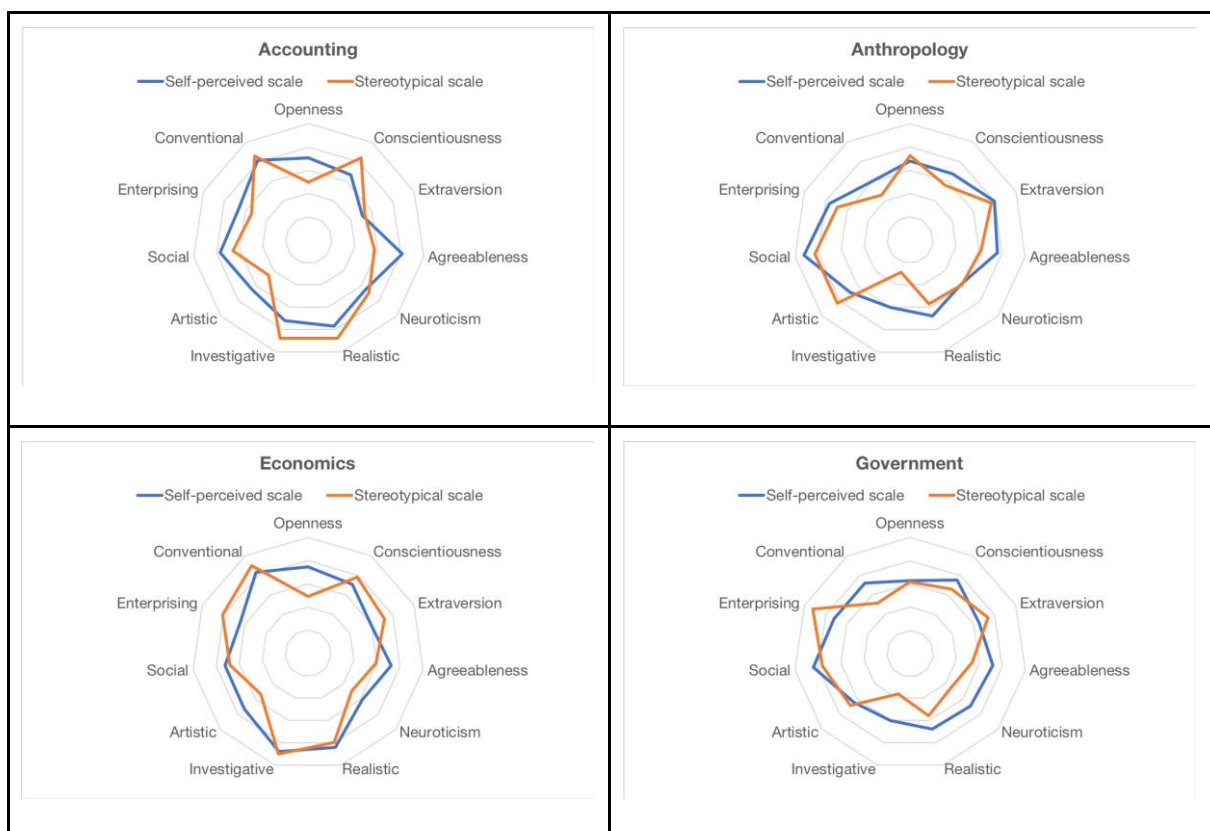 Accounting
Self-perceived scale Stereotypical scale
Openness
Conventional Conscientiousness
Enterprising Extraversion
Social Agreeableness
Artistic Neuroticism
Investigative Realistic
Anthropology
Self-perceived scale Stereotypical scale
Openness
Conventional Conscientiousness
Enterprising Extraversion
Social Agreeableness
Artistic Neuroticism
Investigative Realistic
Economics
Self-perceived scale Stereotypical scale
Openness
Conventional Conscientiousness
Enterprising Extraversion
Social Agreeableness
Artistic Neuroticism
Investigative Realistic
Government
Self-perceived scale Stereotypical scale
Openness
Conventional Conscientiousness
Enterprising Extraversion
Social Agreeableness
Artistic Neuroticism
Investigative Realistic